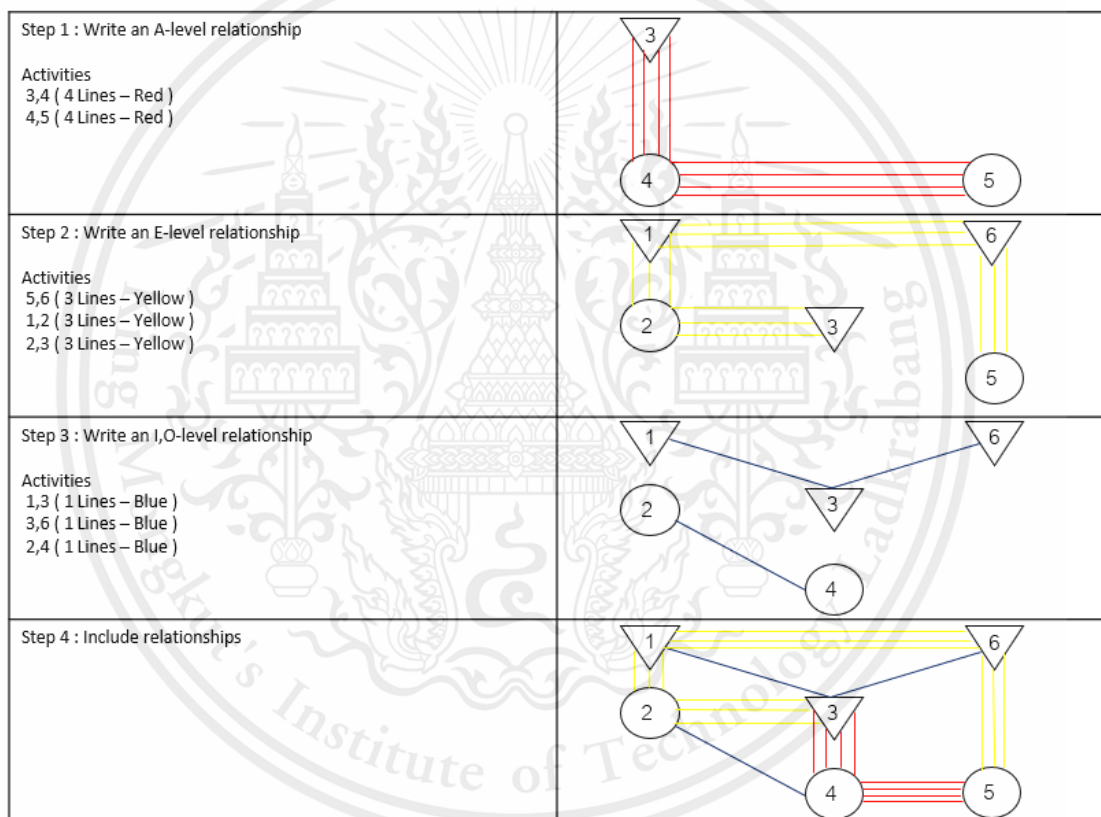 Step 1 : Write an A-level relationship
Activities
3,4 ( 4 Lines – Red )
4,5 ( 4 Lines – Red )
3
4
5
Step 2 : Write an E-level relationship
Activities
5,6 ( 3 Lines – Yellow )
1,2 ( 3 Lines – Yellow )
2,3 ( 3 Lines – Yellow )
1
6
2
3
5
Step 3 : Write an I,O-level relationship
Activities
1,3 ( 1 Lines – Blue )
3,6 ( 1 Lines – Blue )
2,4 ( 1 Lines – Blue )
1
6
2
3
4
Step 4 : Include relationships
1
6
2
3
4
5
King Mongkut's Institute of Technology Ladkrabang